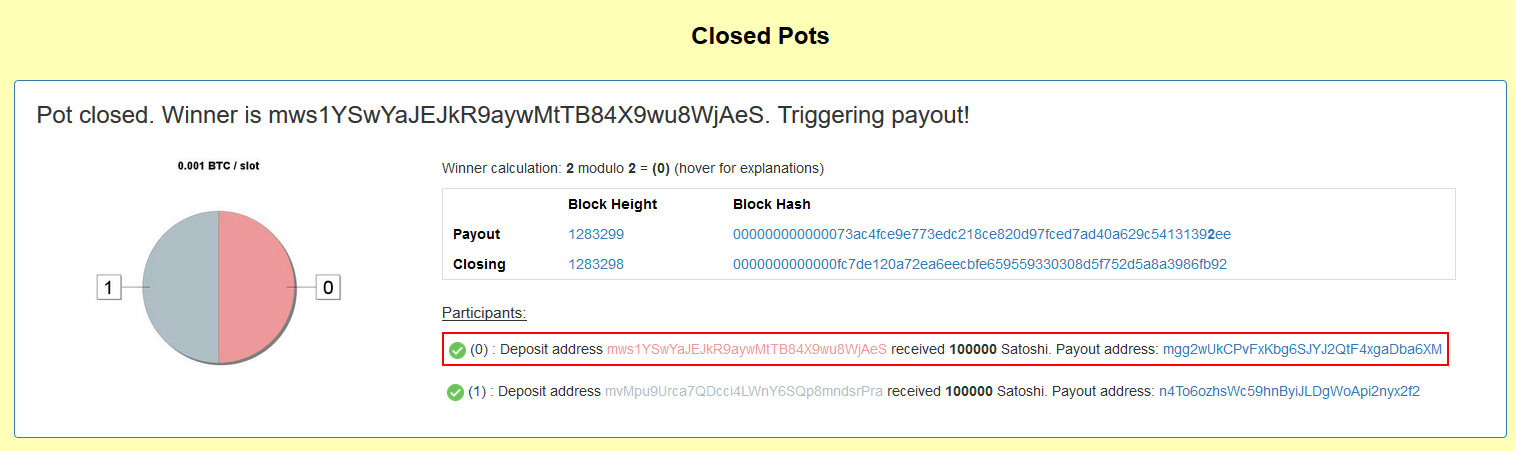 Closed Pots
Pot closed. Winner is mws1YSwYaJEJkR9aywMtTB84X9wu8WjAeS. Triggering payout!
0.001 BTC / slot
1
0
Winner calculation: 2 modulo 2 = (0) (hover for explanations)
Block Height Block Hash
Payout 1283299 000000000000073ac4fce9e773edc218ce820d97fced7ad40a629c54131392ee
Closing 1283298 0000000000000fc7de120a72ea6eecbfe659559330308d5f752d5a8a3986fb92
Participants:
(0) : Deposit address mws1YSwYaJEJkR9aywMtTB84X9wu8WjAeS received 100000 Satoshi. Payout address: mgg2wUkCPvFxKbg6SJYJ2QtF4xgaDba6XM
(1) : Deposit address mvMpu9Urca7QDcci4LWnY6SQp8mndsrPra received 100000 Satoshi. Payout address: n4To6ozhsWc59hnByiJLDgWoApi2nyx2f2